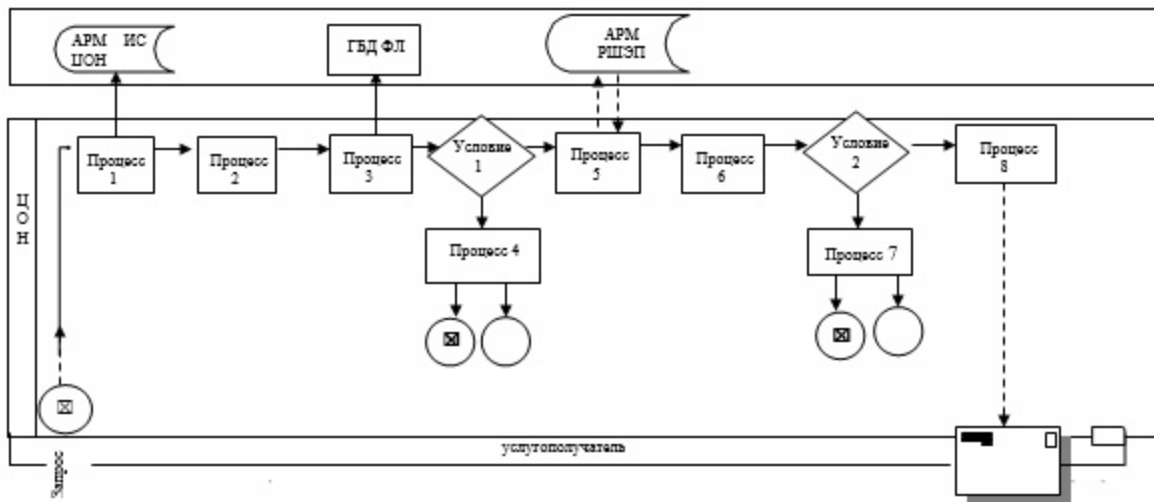 АРМ ИС
ЦОН
ГБД ФЛ
АРМ
РШЭП
ЦОН
Процесс
1
Процесс
2
Процесс
3
Условие
1
Процесс
5
Процесс
6
Условие
2
Процесс
8
Процесс 4
Процесс 7
Запрос
услугополучатель